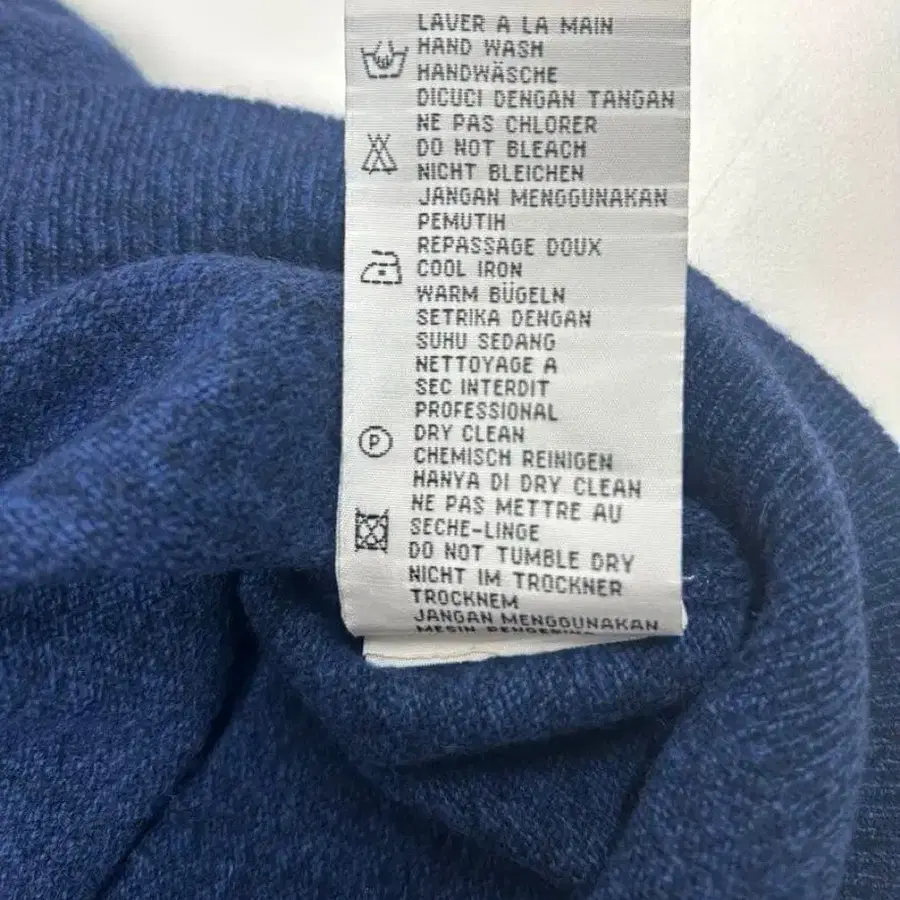 LAVER A LA MAIN
HAND WASH
HANDWÄSCHE
DICUCI DENGAN TANGAN
NE PAS CHLORER
DO NOT BLEACH
NICHT BLEICHEN
JANGAN MENGGUNAKAN
PEMUTIH
REPASSAGE DOUX
COOL IRON
WARM BÜGELN
SETRIKA DENGAN
SUHU SEDANG
NETTOYAGE A
SEC INTERDIT
PROFESSIONAL
P
DRY CLEAN
CHEMISCH REINIGEN
HANYA DI DRY CLEAN
NE PAS METTRE AU
SECHE-LINGE
DO NOT TUMBLE DRY
NICHT IM TROCKNER
TROCKNEM
JANGAN MENGGUNAKAN
MESIN